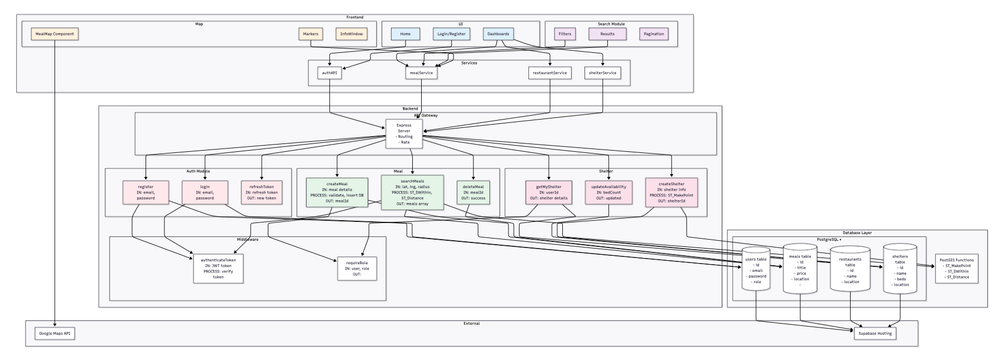 Frontend
Map
UI
Search Module
MealMap Component
Markers
InfoWindow
Home
Login/Register
Dashboards
Filters
Results
Pagination
Services
authAPI
mealService
restaurantService
shelterService
Backend
API Gateway
Express
Server
- Routing
- Rate
Auth Module
Meal
Shelter
register
IN: email,
password
login
IN: email,
password
refreshToken
IN: refresh token
OUT: new token
createMeal
IN: meal details
PROCESS: validate, insert DB
OUT: mealId
searchMeals
IN: lat, lng, radius
PROCESS: ST_DWithin,
ST_Distance
OUT: meals array
deleteMeal
IN: mealId
OUT: success
getMyShelter
IN: userId
OUT: shelter details
updateAvailability
IN: bedCount
OUT: updated
createShelter
IN: shelter info
PROCESS: ST_MakePoint
OUT: shelterId
Middleware
authenticateToken
IN: JWT token
PROCESS: verify
token
requireRole
IN: user, role
OUT:
Database Layer
PostgreSQL +
users table
- id
- email
- password
- role
meals table
- id
- title
- price
- location
-
restaurants
table
- id
- name
- location
shelters
table
- id
- name
- beds
- location
PostGIS Functions
- ST_MakePoint
- ST_DWithin
- ST_Distance
External
Google Maps API
Supabase Hosting